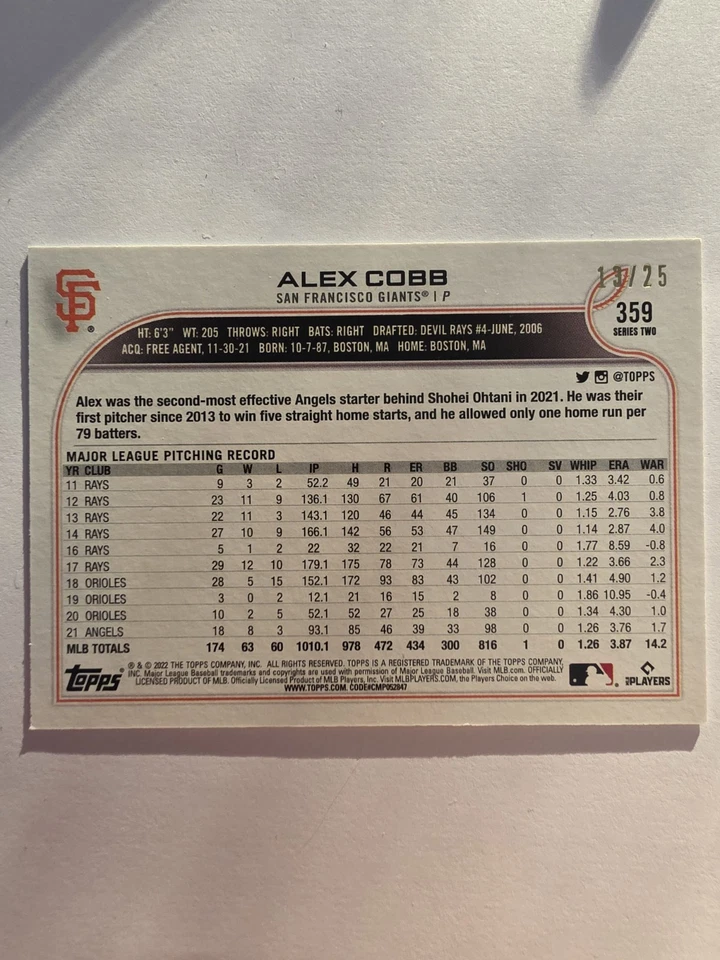 SF®
ALEX COBB
SAN FRANCISCO GIANTS® | P
13/25
359
SERIES TWO
HT: 6'3" WT: 205 THROWS: RIGHT BATS: RIGHT DRAFTED: DEVIL RAYS #4-JUNE, 2006
ACQ: FREE AGENT, 11-30-21 BORN: 10-7-87, BOSTON, MA HOME: BOSTON, MA
@TOPPS
Alex was the second-most effective Angels starter behind Shohei Ohtani in 2021. He was their
first pitcher since 2013 to win five straight home starts, and he allowed only one home run per
79 batters.
MAJOR LEAGUE PITCHING RECORD
YR CLUB G W L IP H R ER BB SO SHO SV WHIP ERA WAR
11 RAYS 9 3 2 52.2 49 21 20 21 37 0 0 1.33 3.42 0.6
12 RAYS 23 11 9 136.1 130 67 61 40 106 1 0 1.25 4.03 0.8
13 RAYS 22 11 3 143.1 120 46 44 45 134 0 0 1.15 2.76 3.8
14 RAYS 27 10 9 166.1 142 56 53 47 149 0 0 1.14 2.87 4.0
16 RAYS 5 1 2 22 32 22 21 7 16 0 0 1.77 8.59 -0.8
17 RAYS 29 12 10 179.1 175 78 73 44 128 0 0 1.22 3.66 2.3
18 ORIOLES 28 5 15 152.1 172 93 83 43 102 0 0 1.41 4.90 1.2
19 ORIOLES 3 0 2 12.1 21 16 15 2 8 0 0 1.86 10.95 -0.4
20 ORIOLES 10 2 5 52.1 52 27 25 18 38 0 0 1.34 4.30 1.0
21 ANGELS 18 8 3 93.1 85 46 39 33 98 0 0 1.26 3.76 1.7
MLB TOTALS 174 63 60 1010.1 978 472 434 300 816 1 0 1.26 3.87 14.2
Topps
® & © 2022 THE TOPPS COMPANY, INC. ALL RIGHTS RESERVED. TOPPS IS A REGISTERED TRADEMARK OF THE TOPPS COMPANY,
INC. Major League Baseball trademarks and copyrights are used with permission of Major League Baseball. Visit MLB.com. OFFICIALLY
LICENSED PRODUCT OF MLB. Officially Licensed Product of MLB Players, Inc. Visit MLBPLAYERS.COM, the Players Choice on the web.
WWW.TOPPS.COM. CODE#CMP052847
MLB PLAYERS